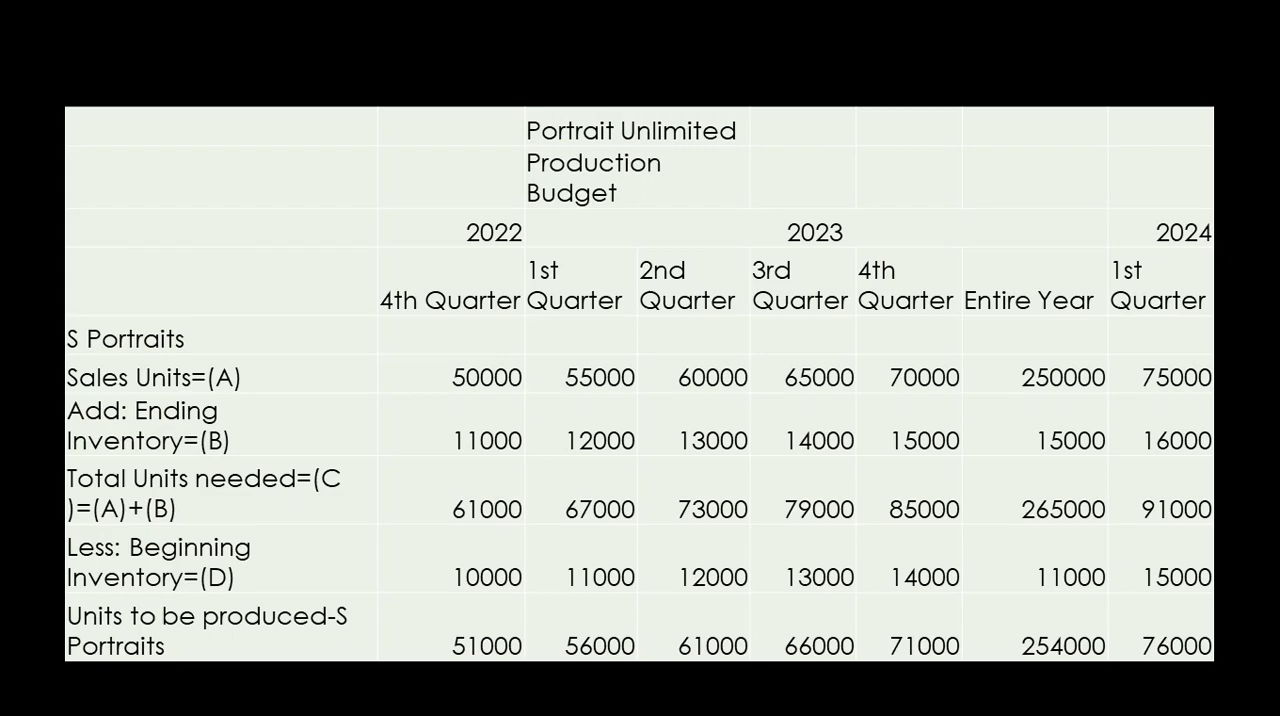 Portrait Unlimited
Production
Budget
2022 2023 2024
4th Quarter 1st Quarter 2nd Quarter 3rd Quarter 4th Quarter Entire Year 1st Quarter
S Portraits
Sales Units=(A) 50000 55000 60000 65000 70000 250000 75000
Add: Ending
Inventory=(B) 11000 12000 13000 14000 15000 15000 16000
Total Units needed=(C
)=(A)+(B) 61000 67000 73000 79000 85000 265000 91000
Less: Beginning
Inventory=(D) 10000 11000 12000 13000 14000 11000 15000
Units to be produced-S
Portraits 51000 56000 61000 66000 71000 254000 76000